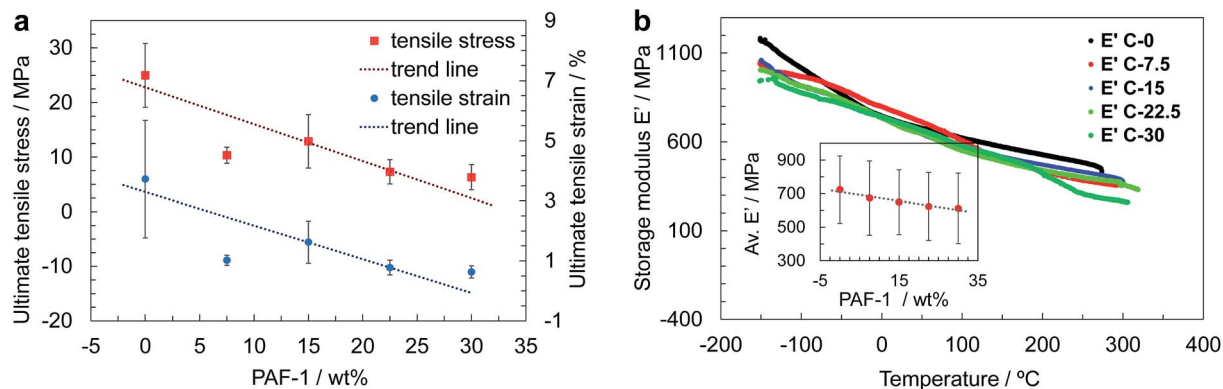 a
Ultimate tensile stress / MPa
30
20
10
0
-10
-20
-5
0
5
10
15
20
25
30
35
PAF-1 / wt%
9
7
5
3
1
-1
Ultimate tensile strain / %
tensile stress
trend line
tensile strain
trend line
b
Storage modulus E' / MPa
1100
600
100
-400
-200
-100
0
100
200
300
400
Temperature / ºC
E' C-0
E' C-7.5
E' C-15
E' C-22.5
E' C-30
Av. E' / MPa
900
700
500
300
-5
15
35
PAF-1 / wt%